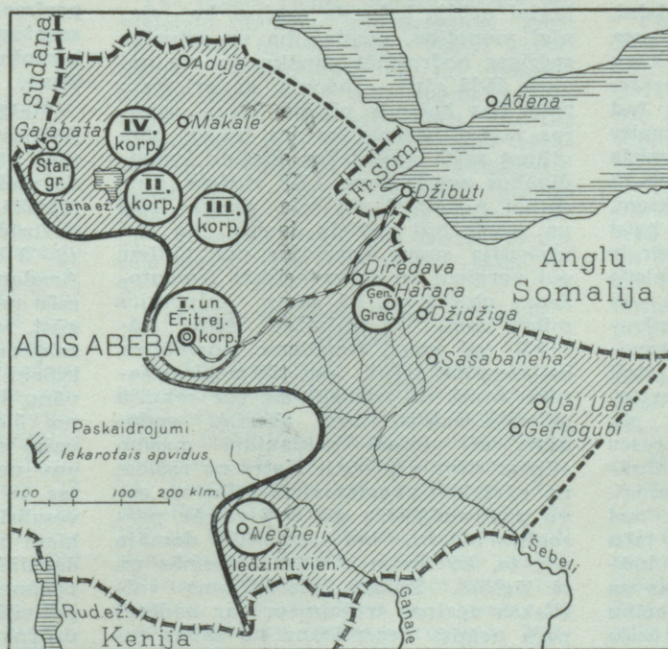 Sudana
Aduja
Adena
Galabata
IV.
korp.
Makale
Star.
gr.
Tana ez.
II.
korp.
III.
korp.
Fr. Som.
Džibuti
Diredava
Angļu
Somalija
Gen.
Grac.
Harara
I. un
Eritrej.
korp.
Džidžiga
ADIS ABEBA
Sasabaneha
Ual Uala
Gerlogubi
Paskaidrojumi
Iekarotais apvidus
100 0 100 200 klm.
Negheli
Iedzimt. vien.
Šebeli
Ganale
Rud. ez.
Kenija